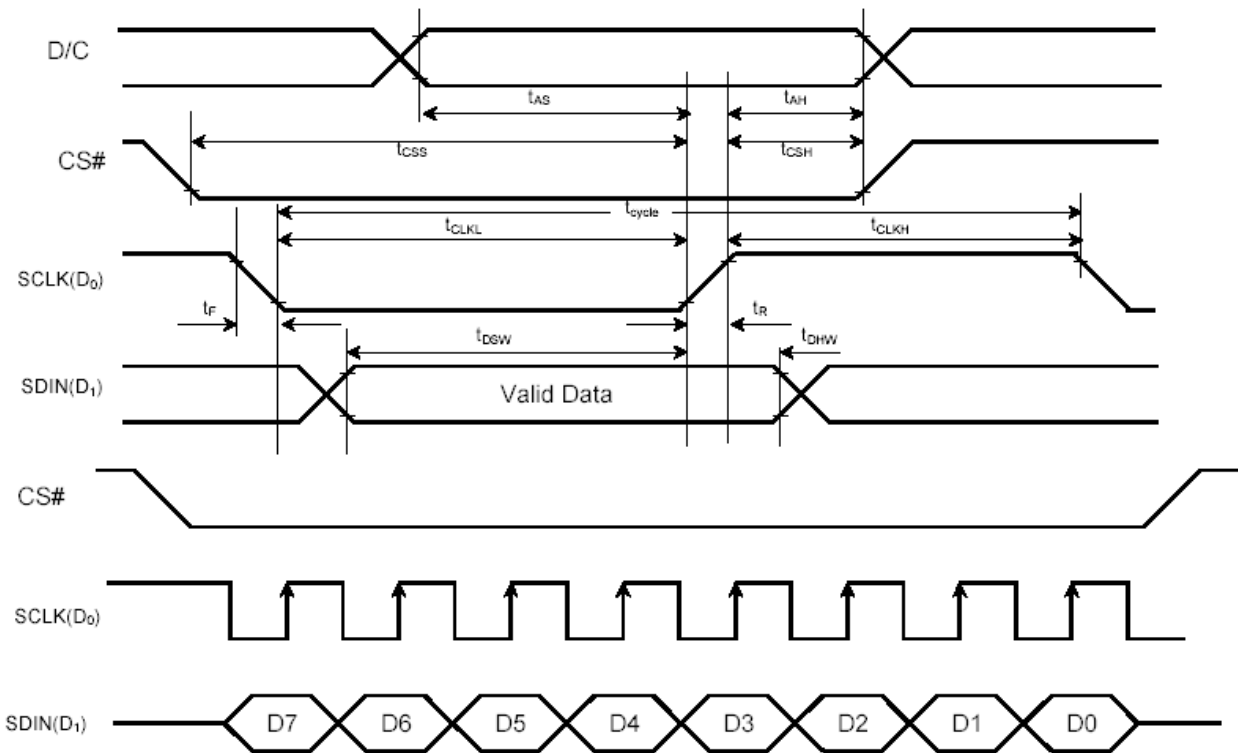 D/C
tAS
tAH
CS#
tCSS
tCSH
tcycle
tCLKL
tCLKH
SCLK(D0)
tF
tR
tDSW
tDHW
SDIN(D1)
Valid Data
CS#
SCLK(D0)
SDIN(D1)
D7 D6 D5 D4 D3 D2 D1 D0